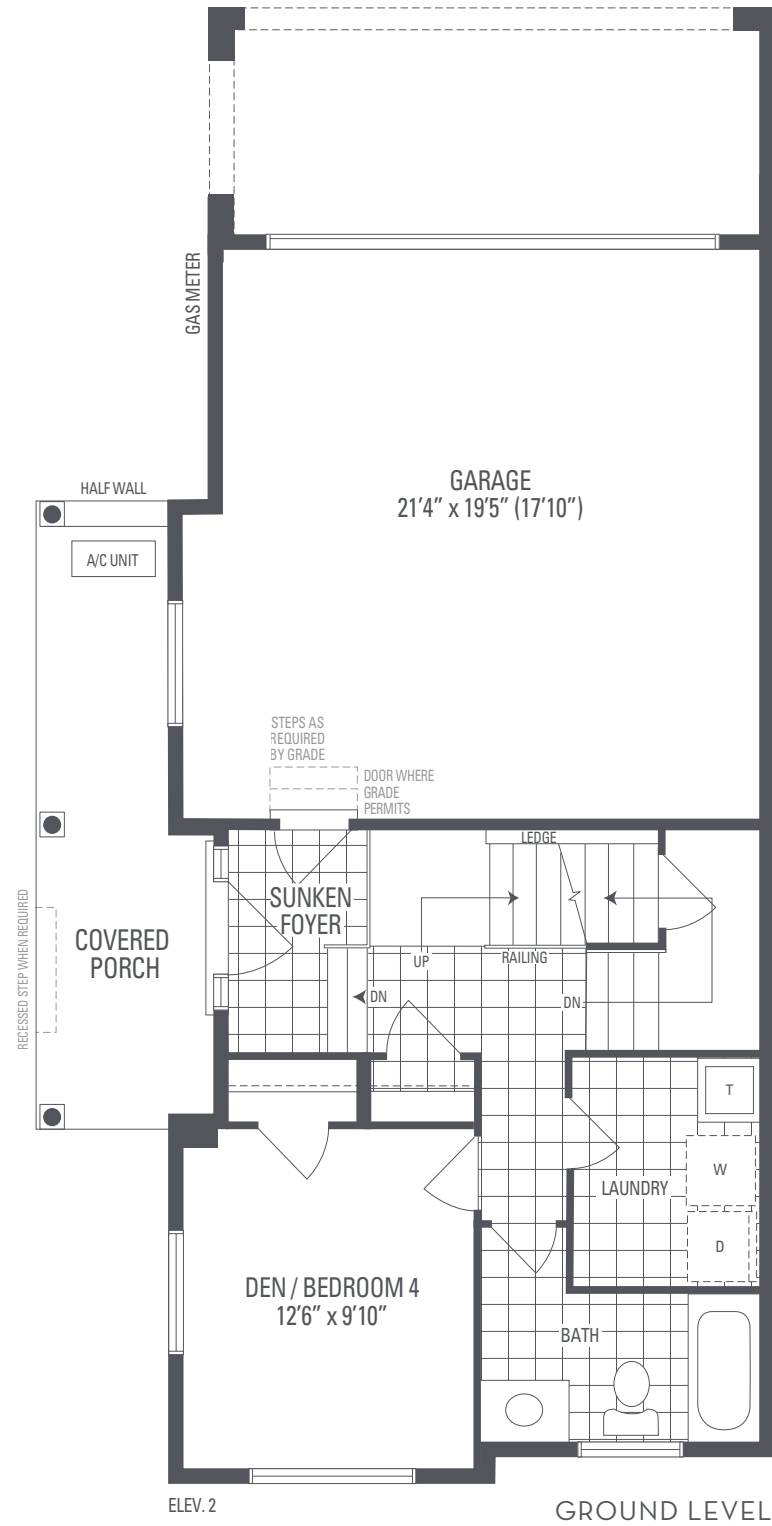 GAS METER
HALF WALL
A/C UNIT
GARAGE
21'4" x 19'5" (17'10")
STEPS AS
REQUIRED
BY GRADE
DOOR WHERE
GRADE
PERMITS
LEDGE
SUNKEN
FOYER
COVERED
PORCH
RECESSED STEP WHEN REQUIRED
UP
RAILING
DN
DN
T
W
LAUNDRY
D
DEN / BEDROOM 4
12'6" x 9'10"
BATH
ELEV. 2
GROUND LEVEL